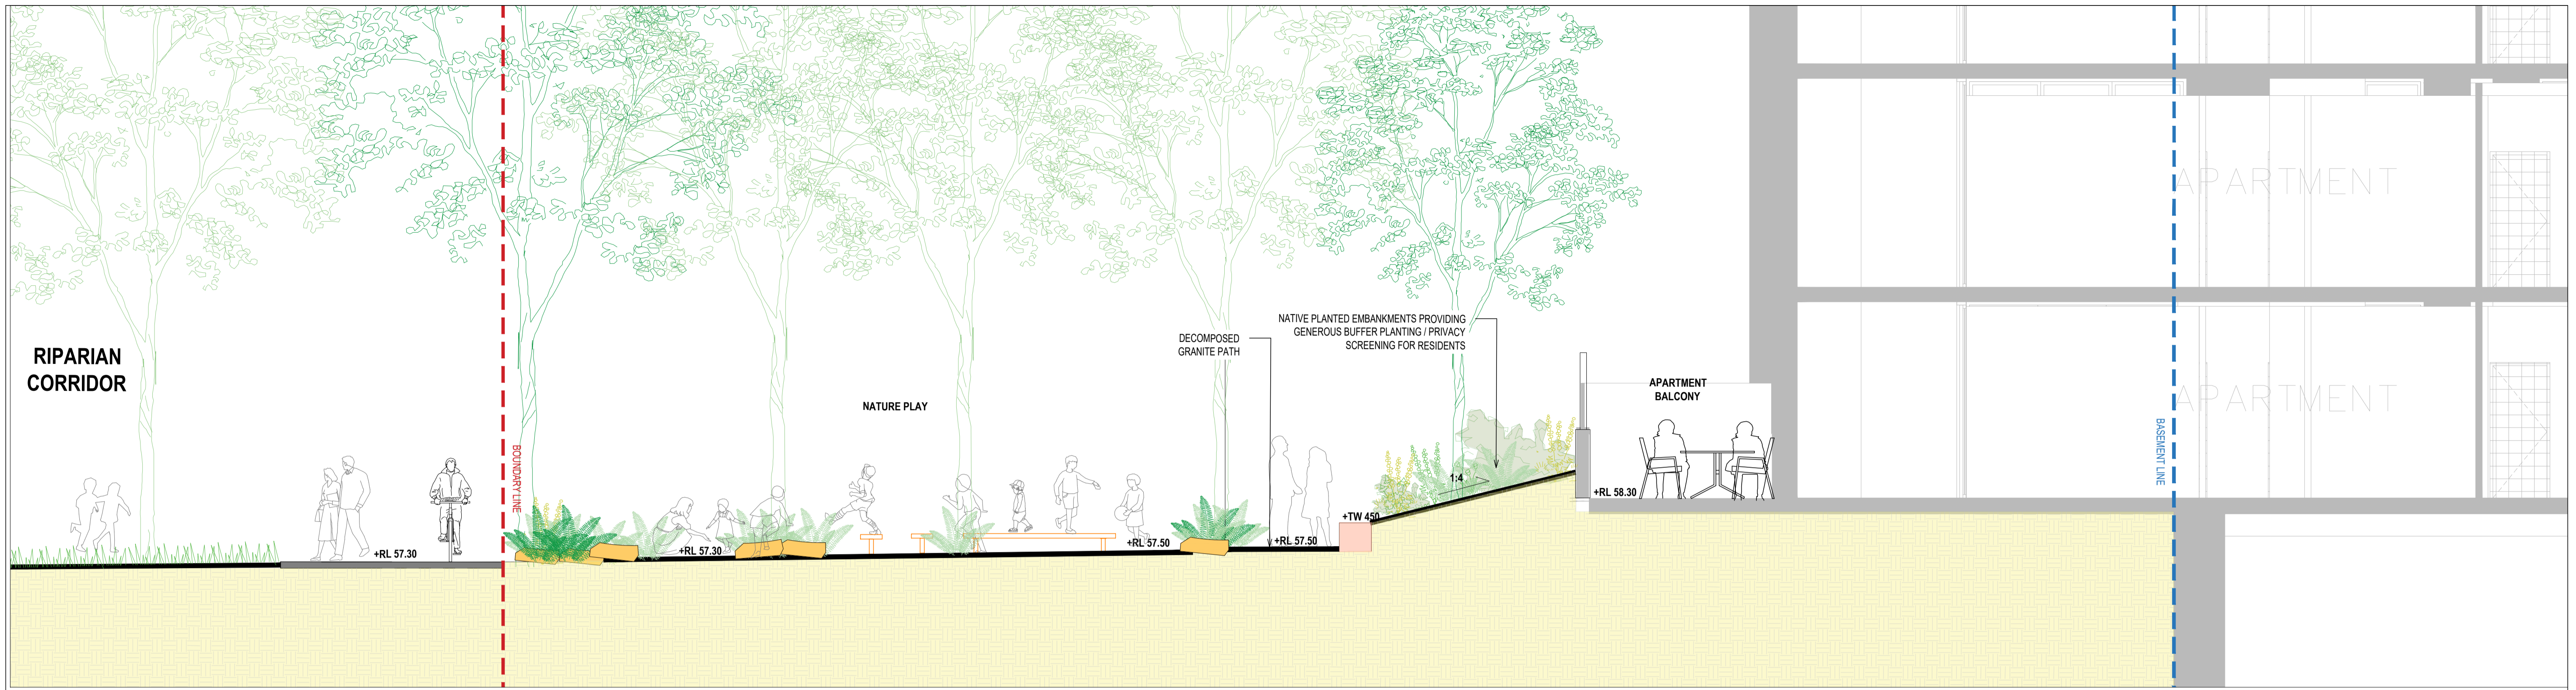 RIPARIAN
CORRIDOR
+RL 57.30
BOUNDARY LINE
+RL 57.30
NATURE PLAY
+RL 57.50
DECOMPOSED
GRANITE PATH
+RL 57.50
NATIVE PLANTED EMBANKMENTS PROVIDING
GENEROUS BUFFER PLANTING / PRIVACY
SCREENING FOR RESIDENTS
+TW 450
1:4
+RL 58.30
APARTMENT
BALCONY
APARTMENT
APARTMENT
BASEMENT LINE